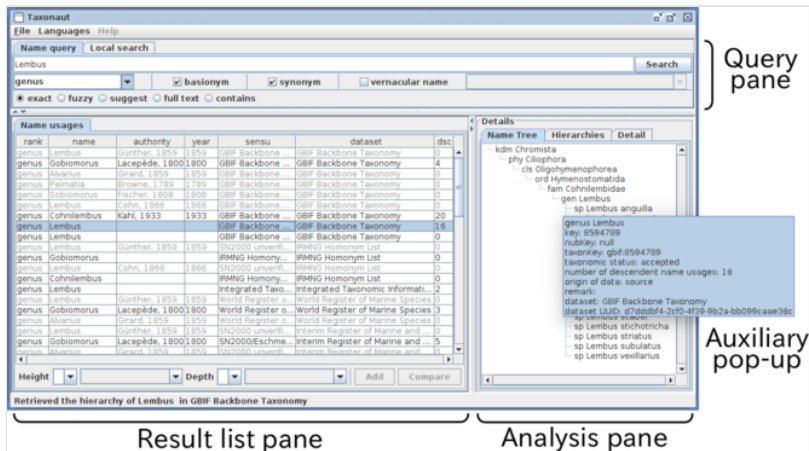 Taxonaut
File Languages Help
Name query Local search
Lembus Search
genus basionym synonym vernacular name
exact fuzzy suggest full text contains
Query
pane
Name usages
rank name authority year sensu dataset dsc
genus Lembus Günther, 1859 1859 GBIF Backbone ... GBIF Backbone Taxonomy 0
genus Gobiomorus Lacepède, 1800 1800 GBIF Backbone ... GBIF Backbone Taxonomy 4
genus Alvarius Girard, 1859 1859 GBIF Backbone ... GBIF Backbone Taxonomy 0
genus Pelmatia Browne, 1789 1789 GBIF Backbone ... GBIF Backbone Taxonomy 0
genus Sobiomorus Fischer, 1808 1808 GBIF Backbone ... GBIF Backbone Taxonomy 0
genus Lembus Cohn, 1866 1866 GBIF Backbone ... GBIF Backbone Taxonomy 0
genus Cohnilembus Kahl, 1933 1933 GBIF Backbone ... GBIF Backbone Taxonomy 20
genus Lembus GBIF Backbone ... GBIF Backbone Taxonomy 16
genus Lembus GBIF Backbone ... GBIF Backbone Taxonomy 0
genus Lembus Günther, 1859 1859 SN2000 unverifi... IRMNG Homonym List 0
genus Gobiomorus IRMNG Homony... IRMNG Homonym List 0
genus Lembus Cohn, 1866 1866 SN2000 unverifi... IRMNG Homonym List 0
genus Cohnilembus IRMNG Homony... IRMNG Homonym List 0
genus Lembus Integrated Taxo... Integrated Taxonomic Informati... 2
genus Lembus Günther, 1859 1859 World Register o... World Register of Marine Species 0
genus Gobiomorus Lacepède, 1800 1800 World Register o... World Register of Marine Species 3
genus Lembus Günther, 1859 1859 SN2000 unverifi... Interim Register of Marine and ... 0
genus Gobiomorus Lacepède, 1800 1800 SN2000/Eschme... Interim Register of Marine and ... 5
genus Alvarius Girard, 1859 1859 SN2000 unverifi... Interim Register of Marine and ... 0
Height Depth Add Compare
Retrieved the hierarchy of Lembus in GBIF Backbone Taxonomy
Details
Name Tree Hierarchies Detail
kdm Chromista
phy Ciliophora
cls Oligohymenophorea
ord Hymenostomatida
fam Cohnilembidae
gen Lembus
sp Lembus anguilla
genus Lembus
key: 8594789
nubKey: null
taxonKey: gbif:8594789
taxonomic status: accepted
number of descendent name usages: 16
origin of data: source
remark:
dataset: GBIF Backbone Taxonomy
dataset UUID: d7dddbf4-2cf0-4f39-9b2a-bb099caae36c
sp Lembus stichotricha
sp Lembus striatus
sp Lembus subulatus
sp Lembus vexillarius
Auxiliary
pop-up
Result list pane
Analysis pane